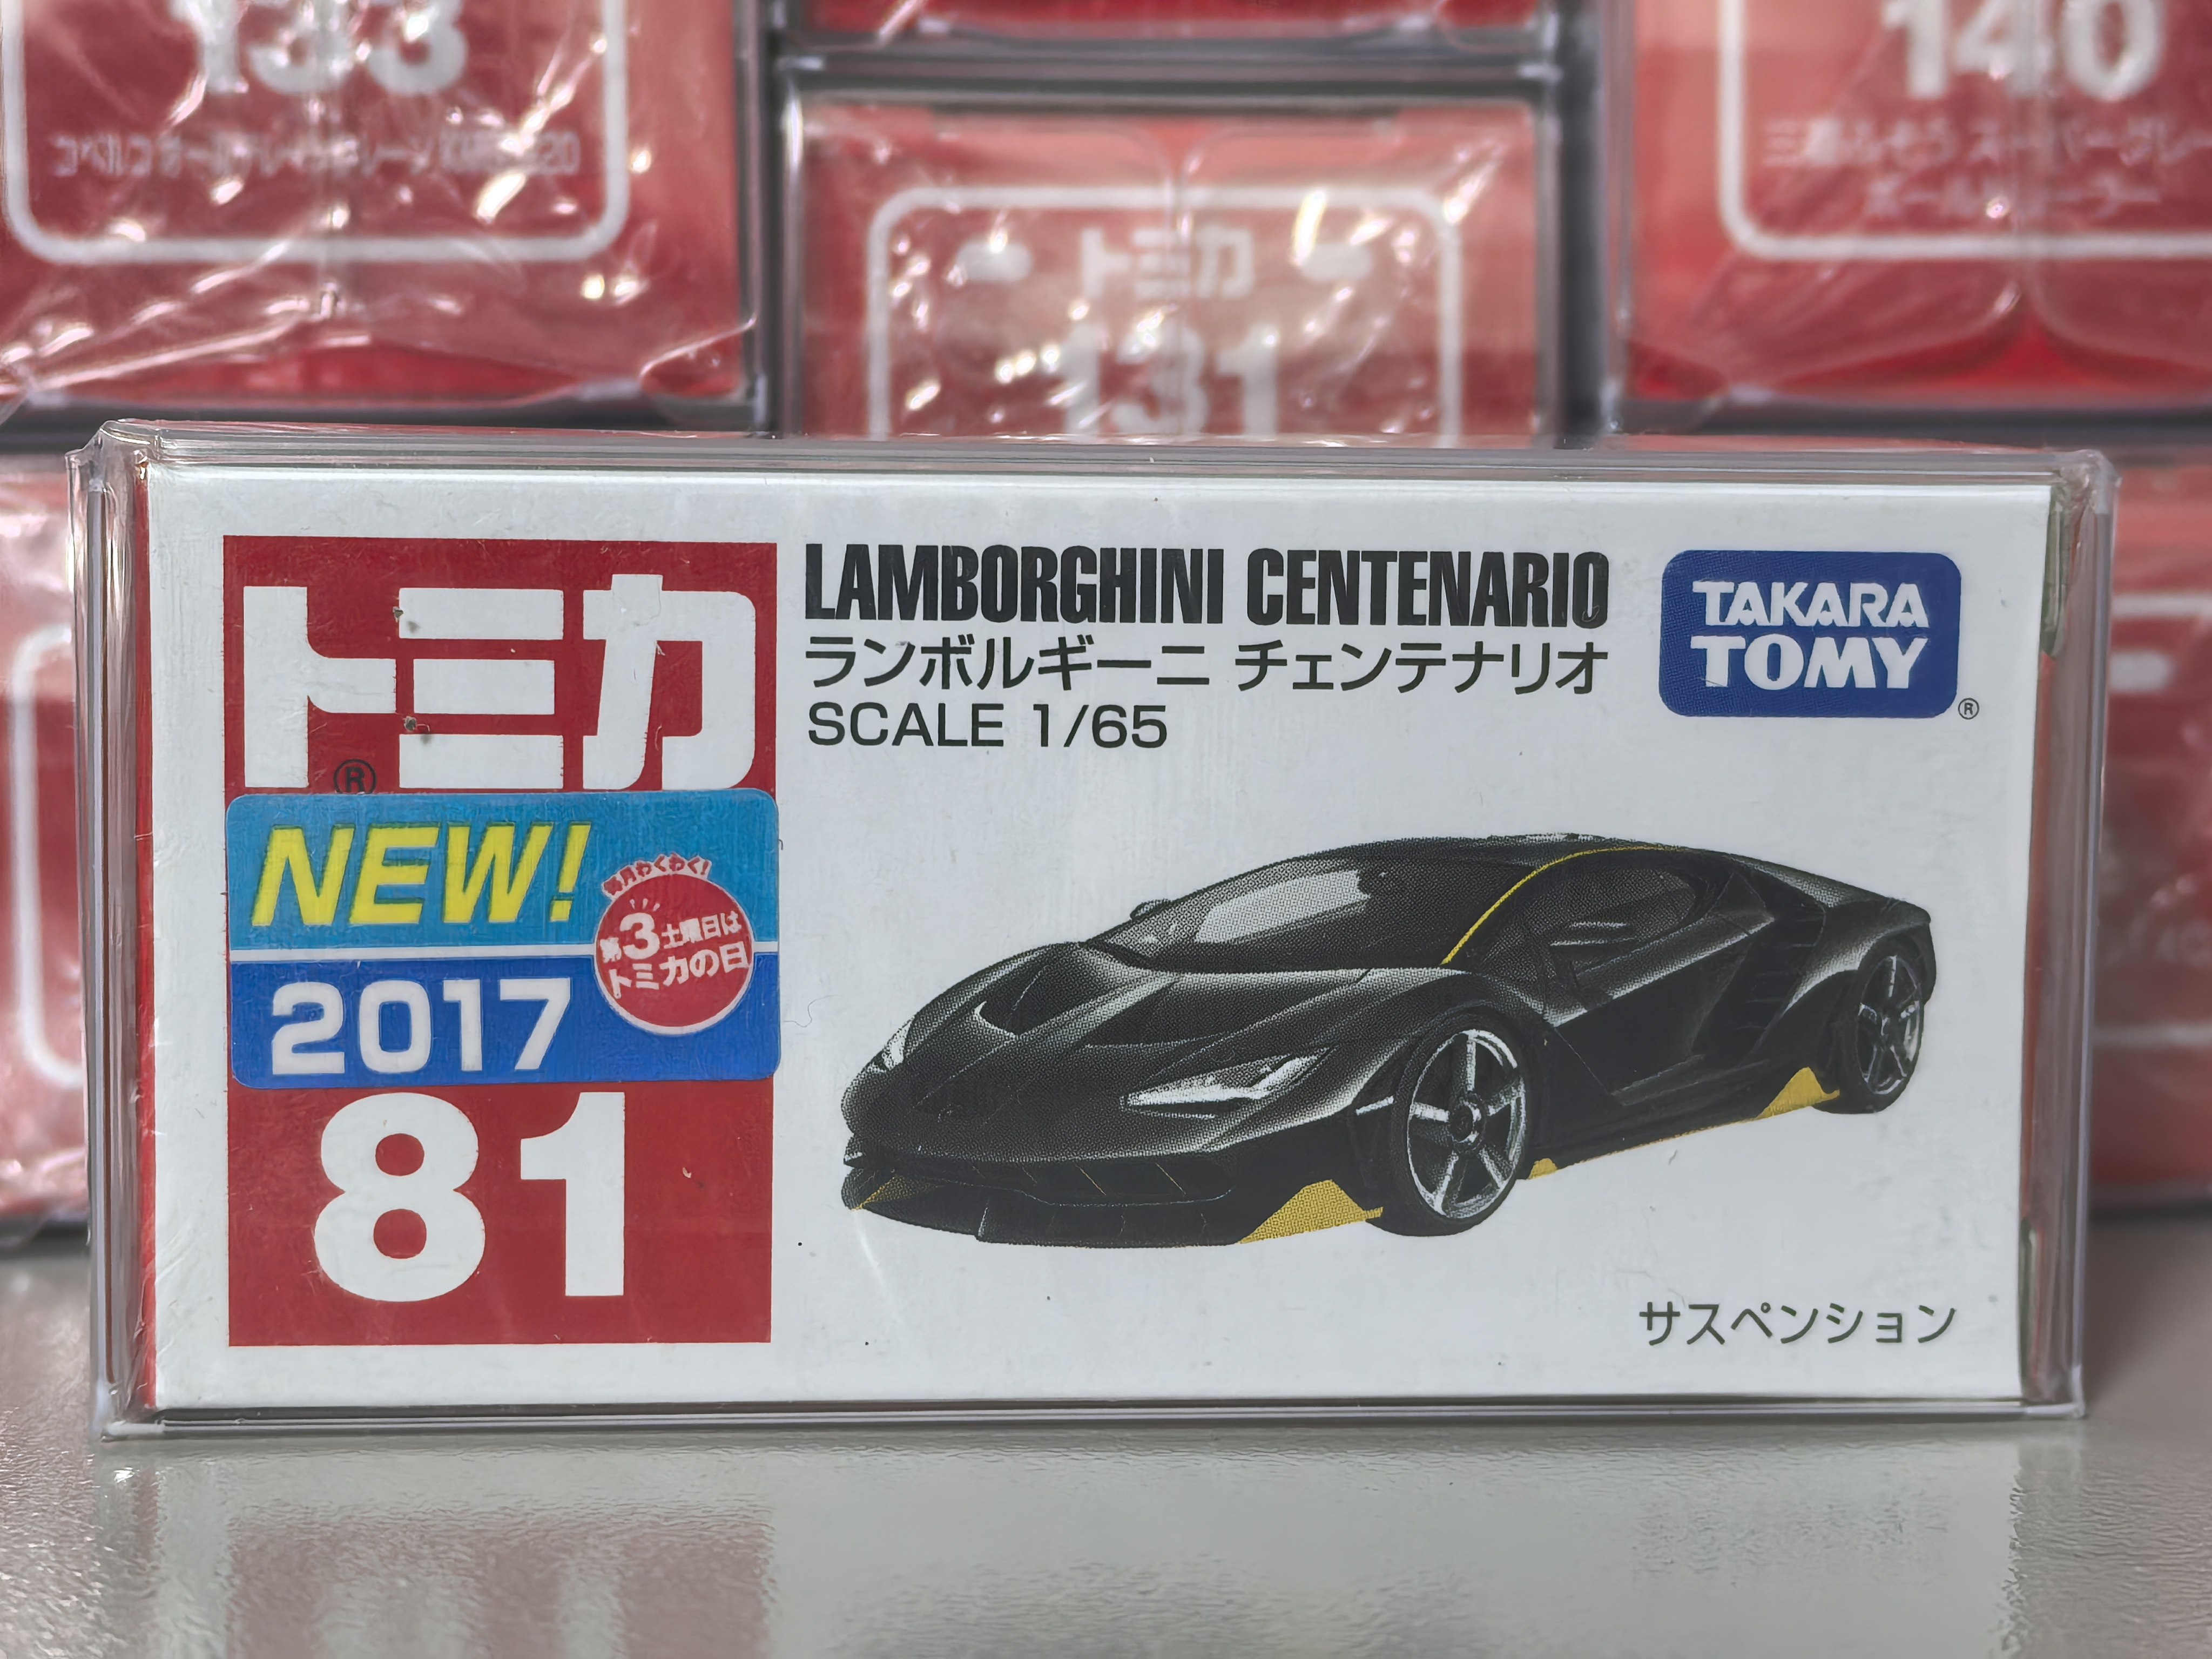 133
140
トミカ
131
トミカ
®
NEW!
毎月わくわく!
第3土曜日は
トミカの日
2017
81
LAMBORGHINI CENTENARIO
ランボルギーニ チェンテナリオ
SCALE 1/65
TAKARA
TOMY
®
サスペンション